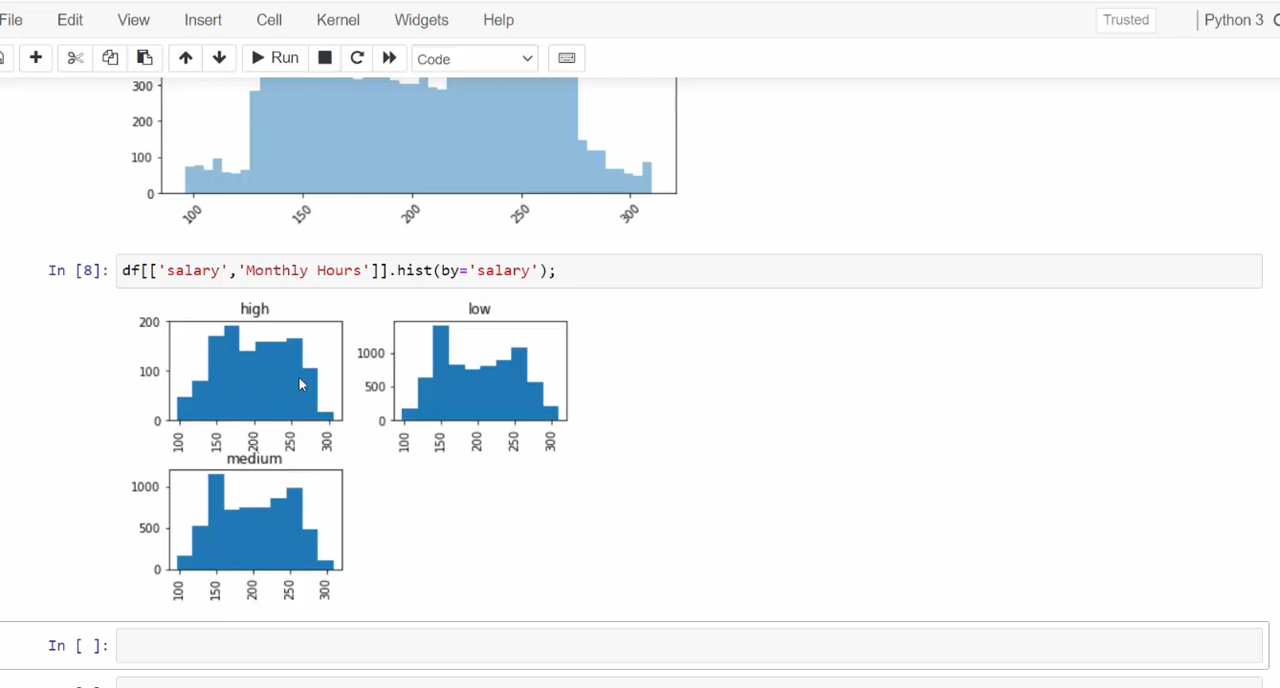 File Edit View Insert Cell Kernel Widgets Help Trusted Python 3
Run Code
300
200
100
0
100 150 200 250 300
In [8]: df[['salary','Monthly Hours']].hist(by='salary');
high low
200
100
0
1000
500
0
100 150 200 250 300 100 150 200 250 300
medium
1000
500
0
100 150 200 250 300
In [ ]: